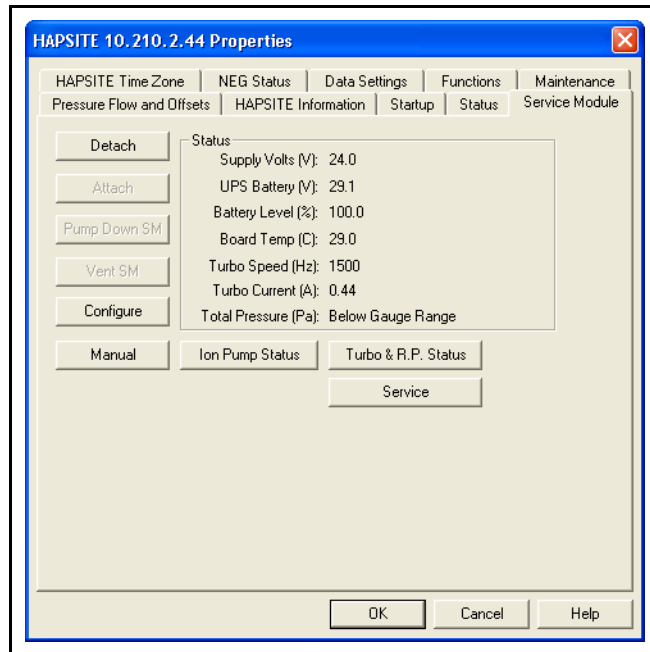 HAPSITE 10.210.2.44 Properties
HAPSITE Time Zone NEG Status Data Settings Functions Maintenance
Pressure Flow and Offsets HAPSITE Information Startup Status Service Module
Detach
Attach
Pump Down SM
Vent SM
Configure
Status
Supply Volts (V): 24.0
UPS Battery (V): 29.1
Battery Level (%): 100.0
Board Temp (C): 29.0
Turbo Speed (Hz): 1500
Turbo Current (A): 0.44
Total Pressure (Pa): Below Gauge Range
Manual Ion Pump Status Turbo & R.P. Status
Service
OK Cancel Help